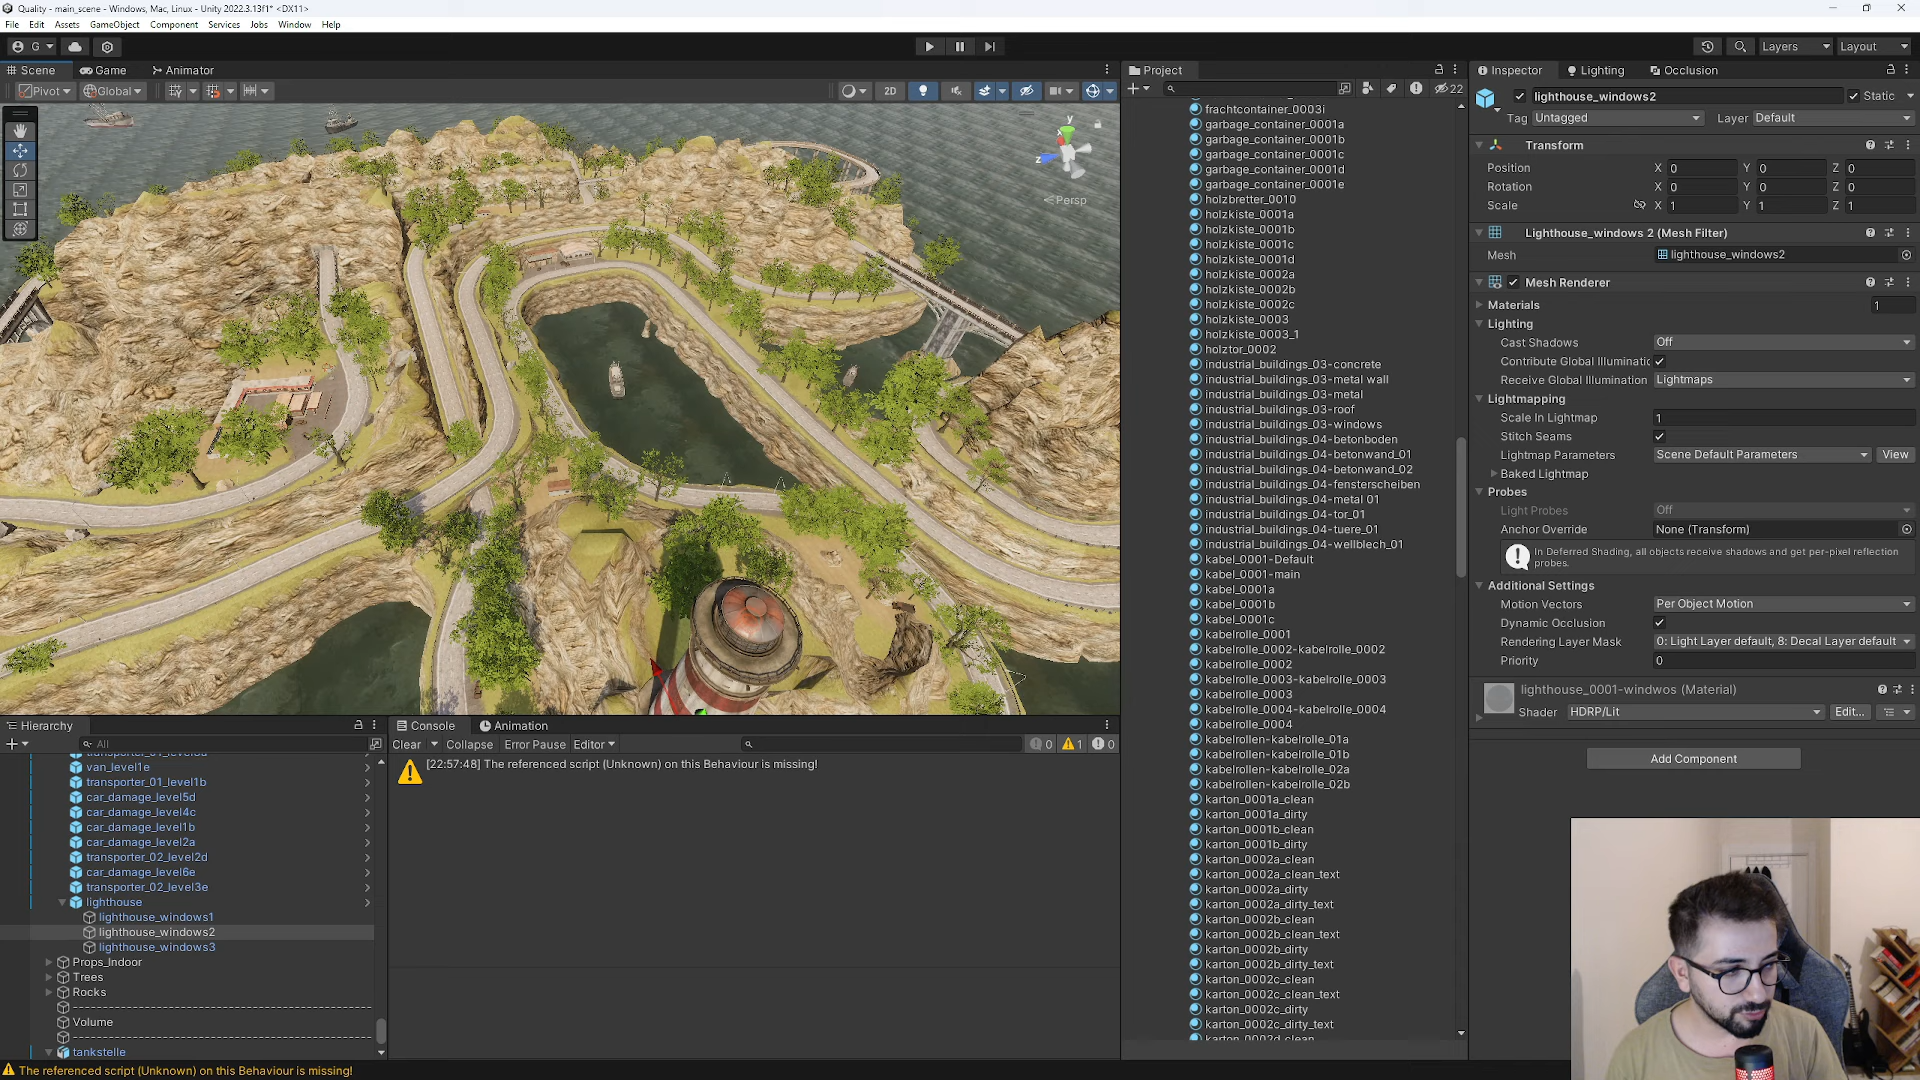 Quality - main_scene - Windows, Mac, Linux - Unity 2022.3.13f1* <DX11>
File Edit Assets GameObject Component Services Jobs Window Help
G
Layers
Layout
Scene
Game
Animator
Pivot
Global
2D
y
x
z
Persp
Project
22
frachtcontainer_0003i
garbage_container_0001a
garbage_container_0001b
garbage_container_0001c
garbage_container_0001d
garbage_container_0001e
holzbretter_0010
holzkiste_0001a
holzkiste_0001b
holzkiste_0001c
holzkiste_0001d
holzkiste_0002a
holzkiste_0002b
holzkiste_0002c
holzkiste_0003
holzkiste_0003_1
holztor_0002
industrial_buildings_03-concrete
industrial_buildings_03-metal wall
industrial_buildings_03-metal
industrial_buildings_03-roof
industrial_buildings_03-windows
industrial_buildings_04-betonboden
industrial_buildings_04-betonwand_01
industrial_buildings_04-betonwand_02
industrial_buildings_04-fensterscheiben
industrial_buildings_04-metal 01
industrial_buildings_04-tor_01
industrial_buildings_04-tuere_01
industrial_buildings_04-wellblech_01
kabel_0001-Default
kabel_0001-main
kabel_0001a
kabel_0001b
kabel_0001c
kabelrolle_0001
kabelrolle_0002-kabelrolle_0002
kabelrolle_0002
kabelrolle_0003-kabelrolle_0003
kabelrolle_0003
kabelrolle_0004-kabelrolle_0004
kabelrolle_0004
kabelrollen-kabelrolle_01a
kabelrollen-kabelrolle_01b
kabelrollen-kabelrolle_02a
kabelrollen-kabelrolle_02b
karton_0001a_clean
karton_0001a_dirty
karton_0001b_clean
karton_0001b_dirty
karton_0002a_clean
karton_0002a_clean_text
karton_0002a_dirty
karton_0002a_dirty_text
karton_0002b_clean
karton_0002b_clean_text
karton_0002b_dirty
karton_0002b_dirty_text
karton_0002c_clean
karton_0002c_clean_text
karton_0002c_dirty
karton_0002c_dirty_text
karton_0002d_clean
Inspector
Lighting
Occlusion
lighthouse_windows2
Static
Tag Untagged
Layer Default
Transform
Position X 0 Y 0 Z 0
Rotation X 0 Y 0 Z 0
Scale X 1 Y 1 Z 1
Lighthouse_windows 2 (Mesh Filter)
Mesh lighthouse_windows2
Mesh Renderer
Materials 1
Lighting
Cast Shadows Off
Contribute Global Illuminatic
Receive Global Illumination Lightmaps
Lightmapping
Scale In Lightmap 1
Stitch Seams
Lightmap Parameters Scene Default Parameters View
Baked Lightmap
Probes
Light Probes Off
Anchor Override None (Transform)
In Deferred Shading, all objects receive shadows and get per-pixel reflection
probes.
Additional Settings
Motion Vectors Per Object Motion
Dynamic Occlusion
Rendering Layer Mask 0: Light Layer default, 8: Decal Layer default
Priority 0
lighthouse_0001-windwos (Material)
Shader HDRP/Lit Edit...
Add Component
Hierarchy
All
van_level1e
transporter_01_level1b
car_damage_level5d
car_damage_level4c
car_damage_level1b
car_damage_level2a
transporter_02_level2d
car_damage_level6e
transporter_02_level3e
lighthouse
lighthouse_windows1
lighthouse_windows2
lighthouse_windows3
Props_Indoor
Trees
Rocks
Volume
tankstelle
Console
Animation
Clear Collapse Error Pause Editor
0 1 0
[22:57:48] The referenced script (Unknown) on this Behaviour is missing!
The referenced script (Unknown) on this Behaviour is missing!